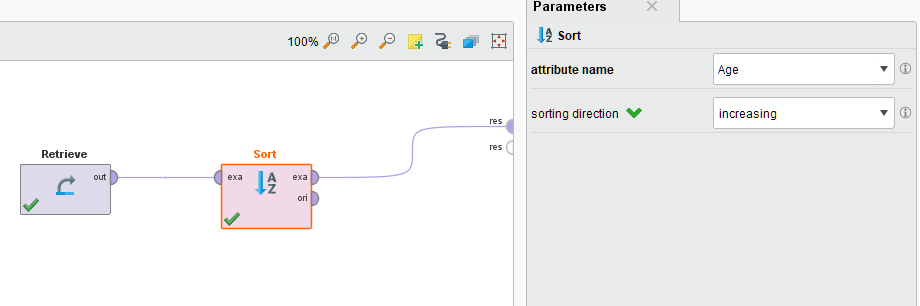 Parameters
100%
Sort
attribute name
Age
sorting direction
increasing
res
res
Retrieve
Sort
out
exa
exa
ori
A
Z